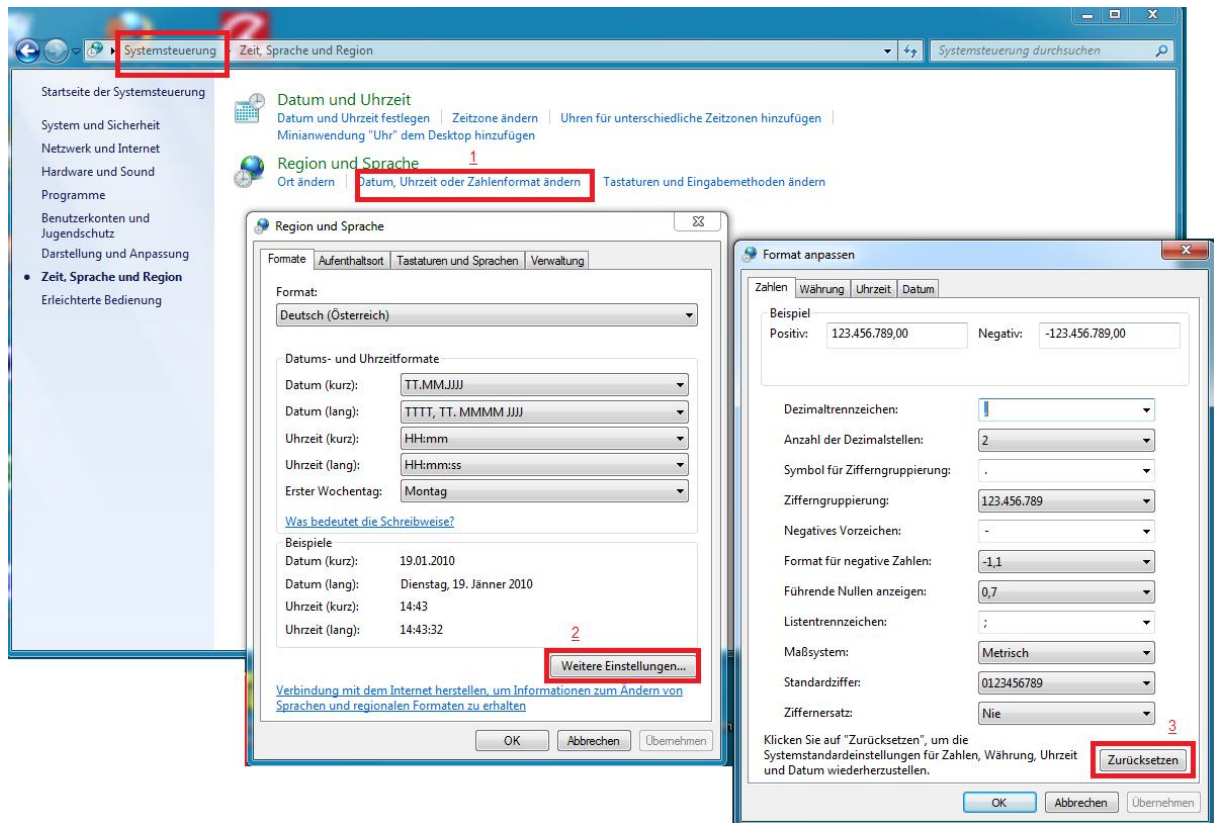 Systemsteuerung
Zeit, Sprache und Region
Systemsteuerung durchsuchen
Startseite der Systemsteuerung
System und Sicherheit
Netzwerk und Internet
Hardware und Sound
Programme
Benutzerkonten und
Jugendschutz
Darstellung und Anpassung
Zeit, Sprache und Region
Erleichterte Bedienung
Datum und Uhrzeit
Datum und Uhrzeit festlegen
Zeitzone ändern
Uhren für unterschiedliche Zeitzonen hinzufügen
Minianwendung "Uhr" dem Desktop hinzufügen
Region und Sprache
1
Ort ändern
Datum, Uhrzeit oder Zahlenformat ändern
Tastaturen und Eingabemethoden ändern
Region und Sprache
Formate
Aufenthaltsort
Tastaturen und Sprachen
Verwaltung
Format:
Deutsch (Österreich)
Datums- und Uhrzeitformate
Datum (kurz): TT.MM.JJJJ
Datum (lang): TTTT, TT. MMMM JJJJ
Uhrzeit (kurz): HH:mm
Uhrzeit (lang): HH:mm:ss
Erster Wochentag: Montag
Was bedeutet die Schreibweise?
Beispiele
Datum (kurz): 19.01.2010
Datum (lang): Dienstag, 19. Jänner 2010
Uhrzeit (kurz): 14:43
Uhrzeit (lang): 14:43:32
2
Weitere Einstellungen...
Verbindung mit dem Internet herstellen, um Informationen zum Ändern von
Sprachen und regionalen Formaten zu erhalten
OK
Abbrechen
Übernehmen
Format anpassen
Zahlen
Währung
Uhrzeit
Datum
Beispiel
Positiv: 123.456.789,00 Negativ: -123.456.789,00
Dezimaltrennzeichen: ,
Anzahl der Dezimalstellen: 2
Symbol für Zifferngruppierung: .
Zifferngruppierung: 123.456.789
Negatives Vorzeichen: -
Format für negative Zahlen: -1,1
Führende Nullen anzeigen: 0,7
Listentrennzeichen: ;
Maßsystem: Metrisch
Standardziffer: 0123456789
Ziffernersatz: Nie
3
Klicken Sie auf "Zurücksetzen", um die
Systemstandardeinstellungen für Zahlen, Währung, Uhrzeit
und Datum wiederherzustellen.
Zurücksetzen
OK
Abbrechen
Übernehmen